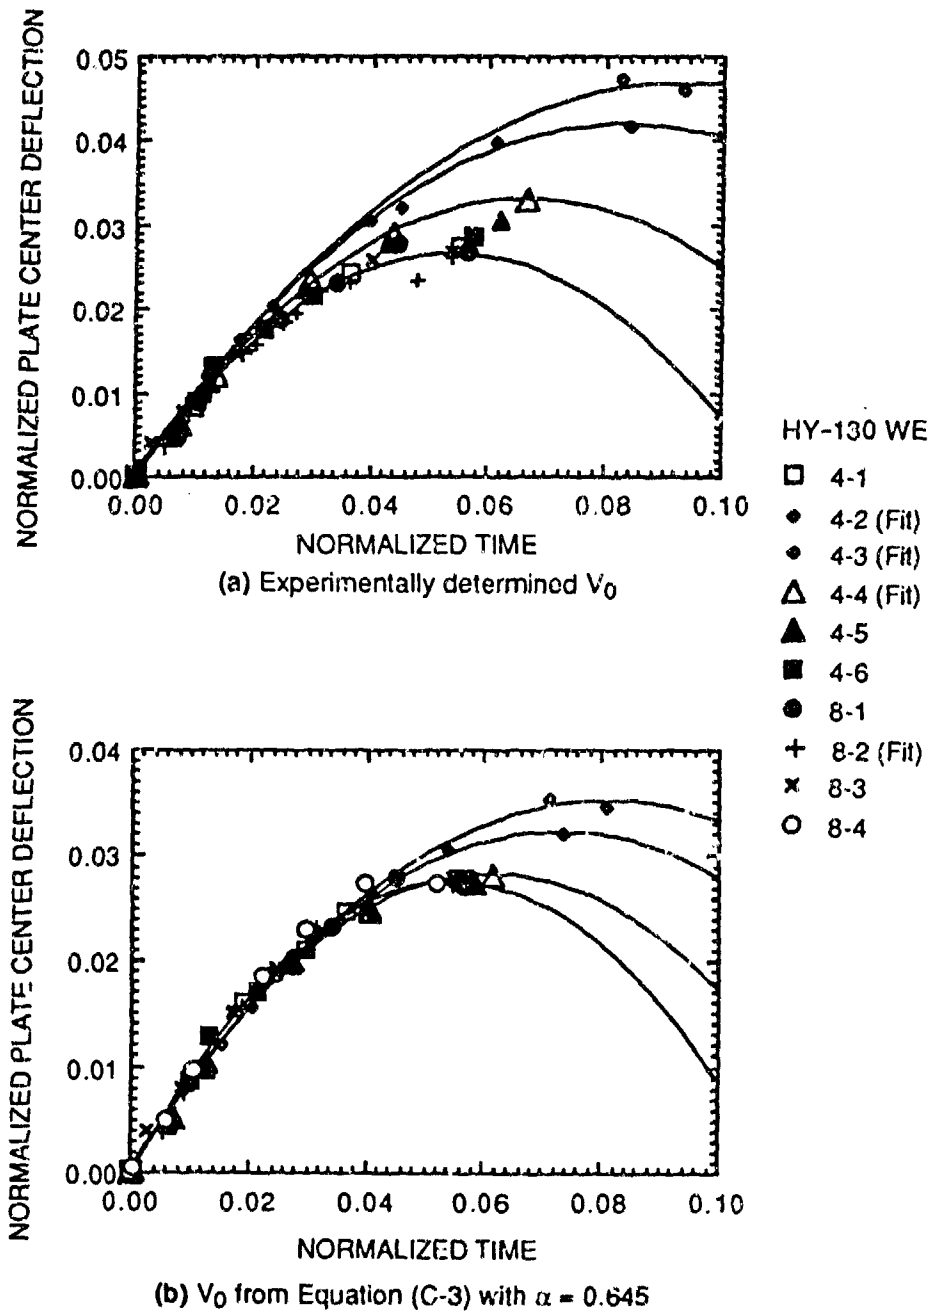 NORMALIZED PLATE CENTER DEFLECTION
0.05
0.04
0.03
0.02
0.01
0.00
0.00 0.02 0.04 0.06 0.08 0.10
NORMALIZED TIME
(a) Experimentally determined V0
HY-130 WE
4-1
4-2 (Fit)
4-3 (Fit)
4-4 (Fit)
4-5
4-6
8-1
8-2 (Fit)
8-3
8-4
NORMALIZED PLATE CENTER DEFLECTION
0.04
0.03
0.02
0.01
0.00
0.00 0.02 0.04 0.06 0.08 0.10
NORMALIZED TIME
(b) V0 from Equation (C-3) with α = 0.645